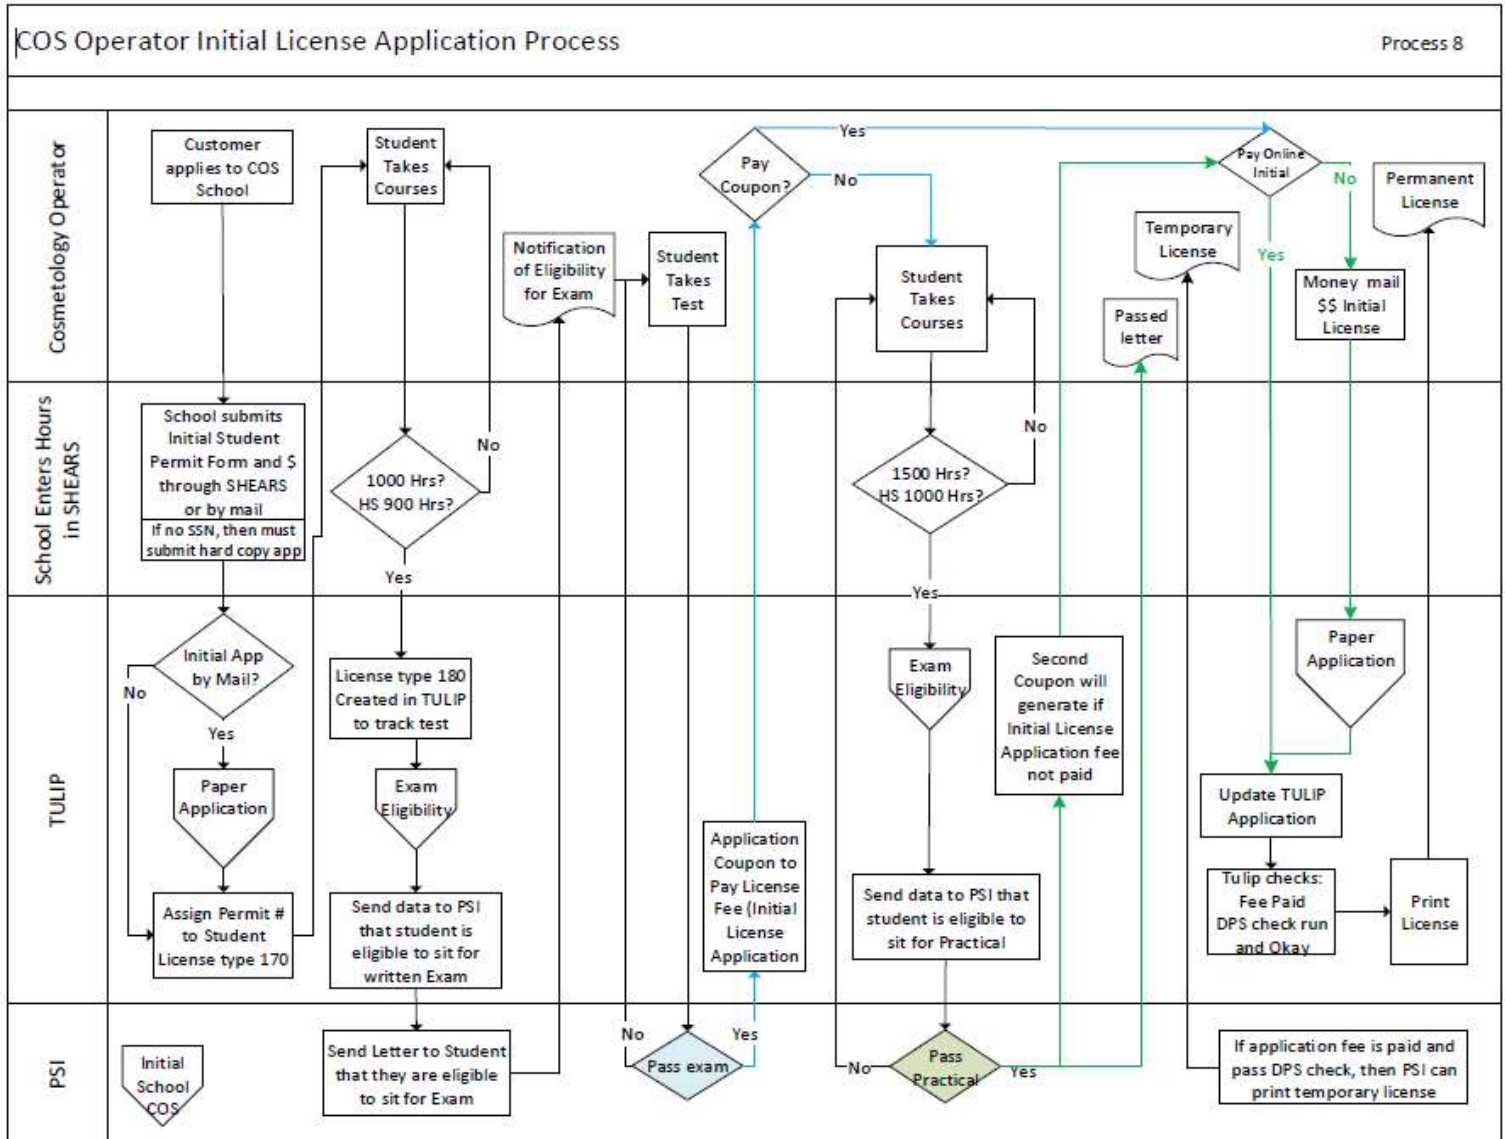 COS Operator Initial License Application Process
Process 8
Cosmetology Operator
Customer
applies to COS
School
Student
Takes
Courses
Notification
of Eligibility
for Exam
Student
Takes
Test
Pay
Coupon?
Yes
No
Student
Takes
Courses
Pay Online
Initial
No
Yes
Temporary
License
Passed
letter
Money mail
$$ Initial
License
Permanent
License
School Enters Hours
in SHEARS
School submits
Initial Student
Permit Form and $
through SHEARS
or by mail
If no SSN, then must
submit hard copy app
1000 Hrs?
HS 900 Hrs?
No
Yes
1500 Hrs?
HS 1000 Hrs?
No
Yes
TULIP
Initial App
by Mail?
No
Yes
Paper
Application
Assign Permit #
to Student
License type 170
License type 180
Created in TULIP
to track test
Exam
Eligibility
Send data to PSI
that student is
eligible to sit for
written Exam
Application
Coupon to
Pay License
Fee (Initial
License
Application
Exam
Eligibility
Send data to PSI that
student is eligible to
sit for Practical
Second
Coupon will
generate if
Initial License
Application fee
not paid
Paper
Application
Update TULIP
Application
Tulip checks:
Fee Paid
DPS check run
and Okay
Print
License
PSI
Initial
School
COS
Send Letter to Student
that they are eligible
to sit for Exam
No
Pass exam
Yes
No
Pass
Practical
Yes
If application fee is paid and
pass DPS check, then PSI can
print temporary license